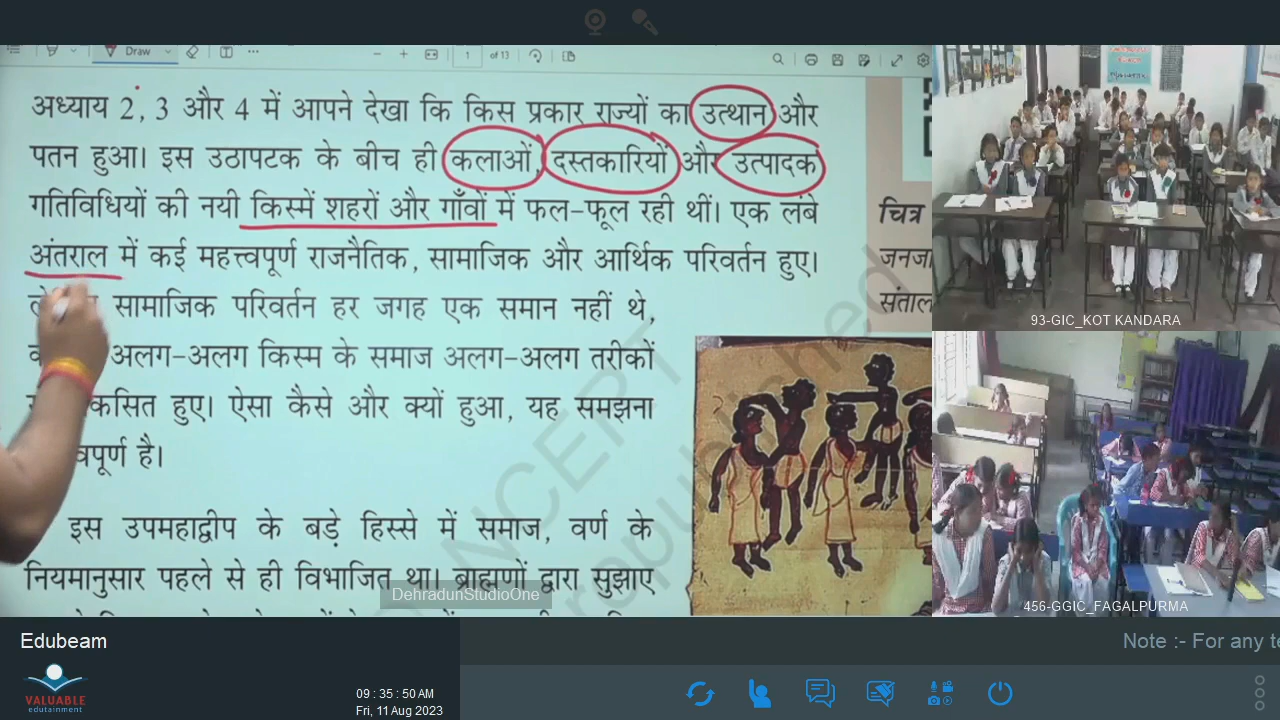 Draw
1 of 13
अध्याय 2, 3 और 4 में आपने देखा कि किस प्रकार राज्यों का उत्थान और
पतन हुआ। इस उठापटक के बीच ही कलाओं, दस्तकारियों और उत्पादक
गतिविधियों की नयी किस्में शहरों और गाँवों में फल-फूल रही थीं। एक लंबे
अंतराल में कई महत्त्वपूर्ण राजनैतिक, सामाजिक और आर्थिक परिवर्तन हुए।
सामाजिक परिवर्तन हर जगह एक समान नहीं थे,
अलग-अलग किस्म के समाज अलग-अलग तरीकों
कसित हुए। ऐसा कैसे और क्यों हुआ, यह समझना
वपूर्ण है।
इस उपमहाद्वीप के बड़े हिस्से में समाज, वर्ण के
नियमानुसार पहले से ही विभाजित था। ब्राह्मणों द्वारा सुझाए
चित्र
जनजा
संताल
NCERT
republished
DehradunStudioOne
93-GIC_KOT KANDARA
456-GGIC_FAGALPURMA
Edubeam
VALUABLE
edutainment
09 : 35 : 50 AM
Fri, 11 Aug 2023
Note :- For any te